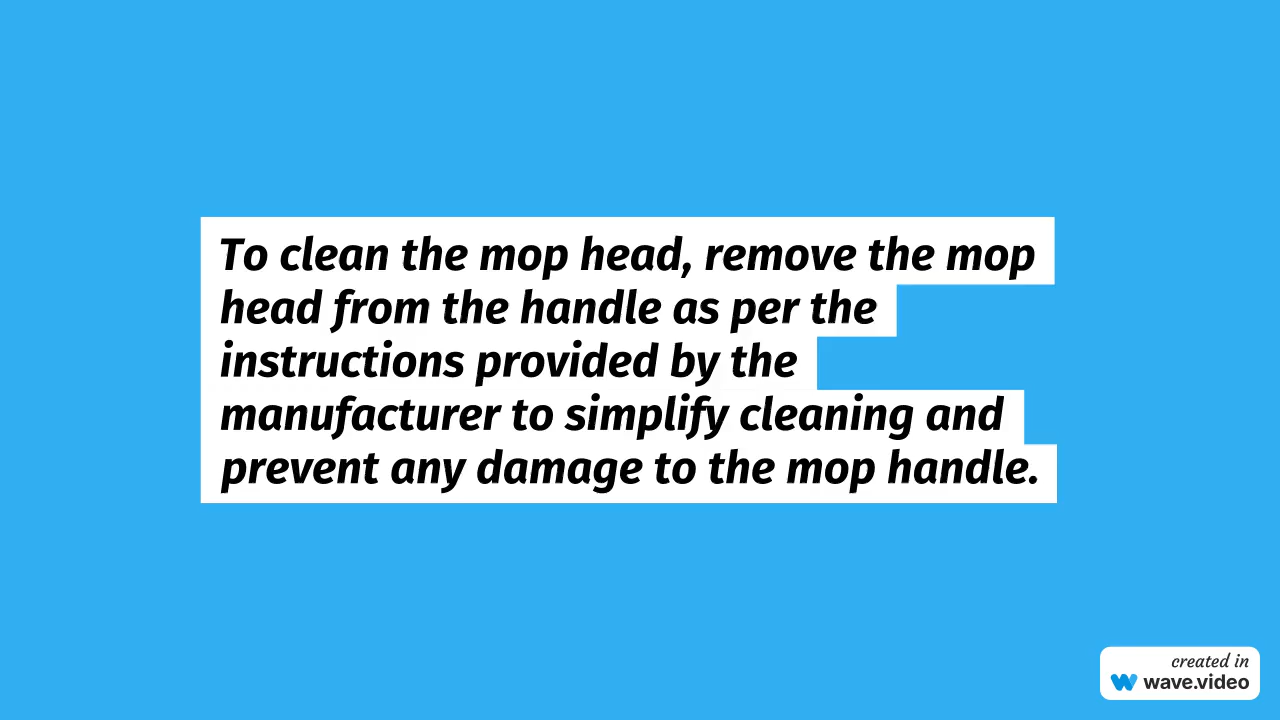 To clean the mop head, remove the mop
head from the handle as per the
instructions provided by the
manufacturer to simplify cleaning and
prevent any damage to the mop handle.
created in
wave.video